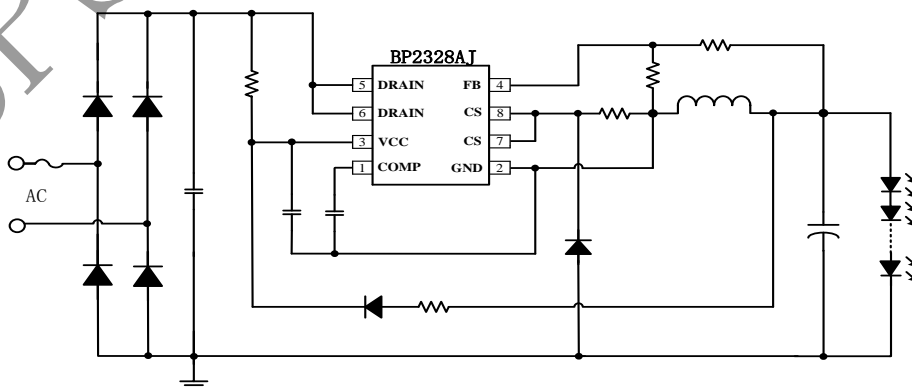 BP2328AJ
5 DRAIN FB 4
6 DRAIN CS 8
3 VCC CS 7
1 COMP GND 2
AC